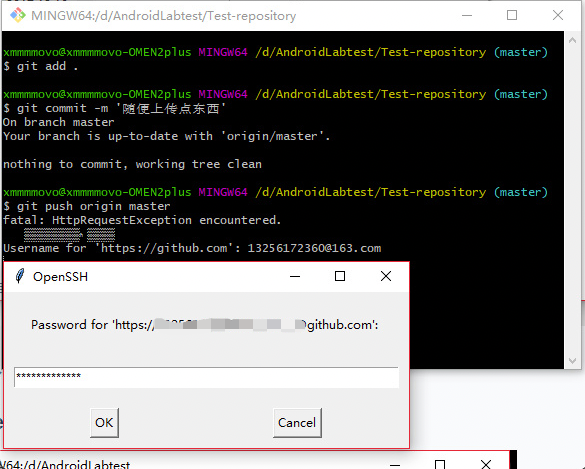 MINGW64:/d/AndroidLabtest/Test-repository
xmmmmovo@xmmmmovo-OMEN2plus MINGW64 /d/AndroidLabtest/Test-repository (master)
$ git add .
xmmmmovo@xmmmmovo-OMEN2plus MINGW64 /d/AndroidLabtest/Test-repository (master)
$ git commit -m '随便上传点东西'
On branch master
Your branch is up-to-date with 'origin/master'.
nothing to commit, working tree clean
xmmmmovo@xmmmmovo-OMEN2plus MINGW64 /d/AndroidLabtest/Test-repository (master)
$ git push origin master
fatal: HttpRequestException encountered.
Username for 'https://github.com': 13256172360@163.com
OpenSSH
Password for 'https:// @github.com':
*************
OK
Cancel
W64:/d/AndroidLabtest